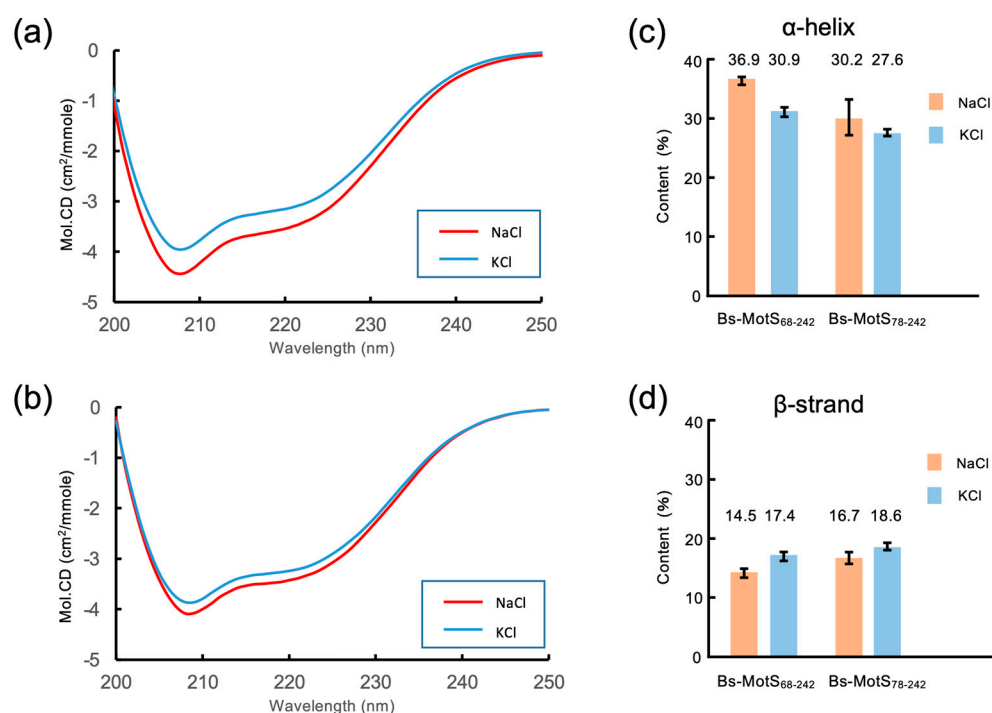 (a)
0
-1
-2
-3
-4
-5
Mol.CD (cm²/mmole)
NaCl
KCl
200 210 220 230 240 250
Wavelength (nm)
(b)
0
-1
-2
-3
-4
-5
Mol.CD (cm²/mmole)
NaCl
KCl
200 210 220 230 240 250
Wavelength (nm)
(c)
α-helix
40
30
20
10
0
Content (%)
36.9 30.9 30.2 27.6
NaCl
KCl
Bs-MotS₆₈₋₂₄₂ Bs-MotS₇₈₋₂₄₂
(d)
β-strand
40
30
20
10
0
Content (%)
14.5 17.4 16.7 18.6
NaCl
KCl
Bs-MotS₆₈₋₂₄₂ Bs-MotS₇₈₋₂₄₂